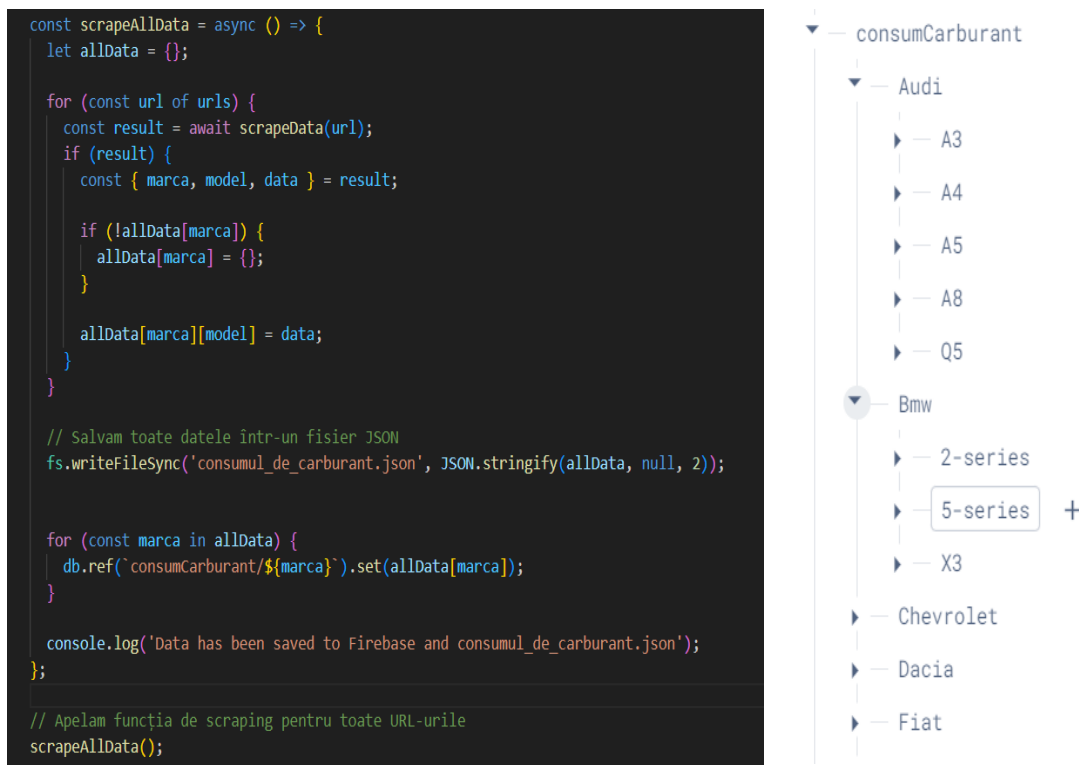 const scrapeAllData = async () => {
let allData = {};
for (const url of urls) {
const result = await scrapeData(url);
if (result) {
const { marca, model, data } = result;
if (!allData[marca]) {
allData[marca] = {};
}
allData[marca][model] = data;
}
}
// Salvam toate datele într-un fisier JSON
fs.writeFileSync('consumul_de_carburant.json', JSON.stringify(allData, null, 2));
for (const marca in allData) {
db.ref(`consumCarburant/${marca}`).set(allData[marca]);
}
console.log('Data has been saved to Firebase and consumul_de_carburant.json');
};
// Apelam funcția de scraping pentru toate URL-urile
scrapeAllData();
consumCarburant
Audi
A3
A4
A5
A8
Q5
Bmw
2-series
5-series +
X3
Chevrolet
Dacia
Fiat